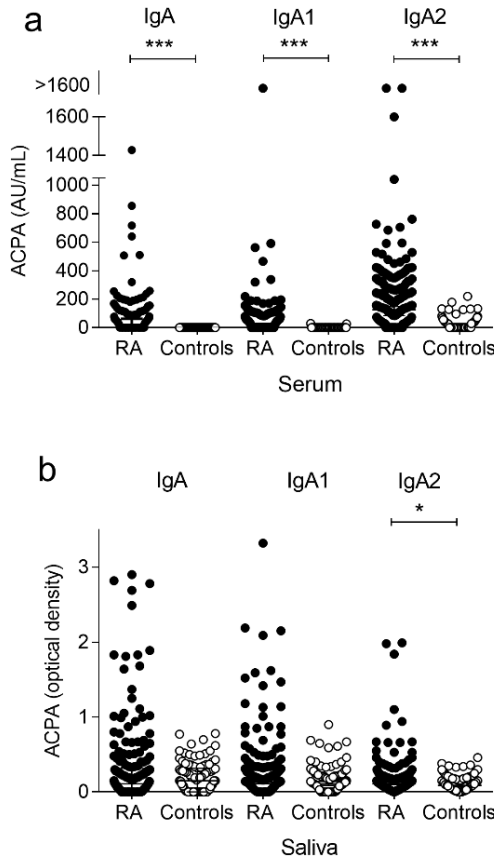 a
IgA IgA1 IgA2
*** *** ***
>1600
1600
1400
1000
800
600
400
200
0
ACPA (AU/mL)
RA Controls RA Controls RA Controls
Serum
b
IgA IgA1 IgA2
*
3
2
1
0
ACPA (optical density)
RA Controls RA Controls RA Controls
Saliva